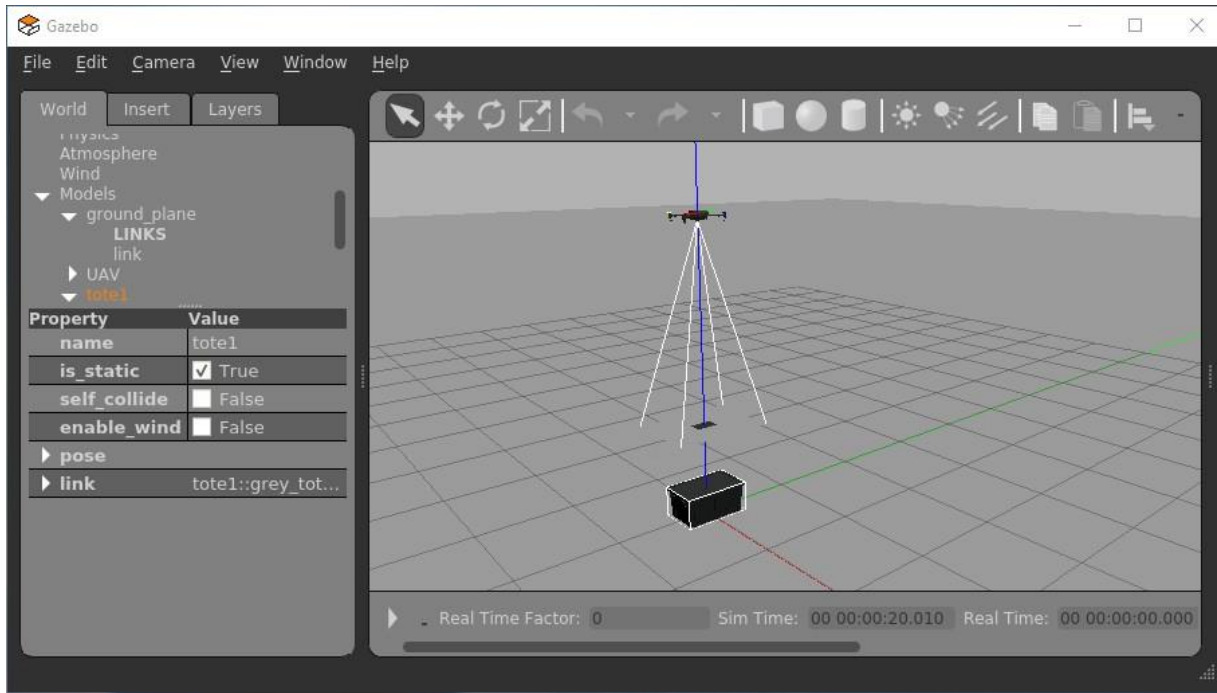 Gazebo
File Edit Camera View Window Help
World Insert Layers
Physics
Atmosphere
Wind
Models
ground_plane
LINKS
link
UAV
tote1
Property Value
name tote1
is_static True
self_collide False
enable_wind False
pose
link tote1::grey_tot...
Real Time Factor: 0 Sim Time: 00 00:00:20.010 Real Time: 00 00:00:00.000